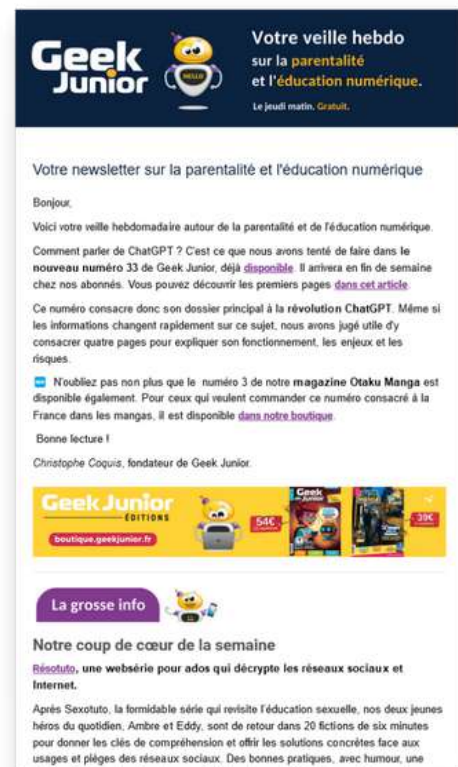 Geek
Junior
HELLO
Votre veille hebdo
sur la parentalité
et l'éducation numérique.
Le jeudi matin. Gratuit.
Votre newsletter sur la parentalité et l'éducation numérique
Bonjour,
Voici votre veille hebdomadaire autour de la parentalité et de l'éducation numérique.
Comment parler de ChatGPT ? C'est ce que nous avons tenté de faire dans le
nouveau numéro 33 de Geek Junior, déjà disponible. Il arrivera en fin de semaine
chez nos abonnés. Vous pouvez découvrir les premiers pages dans cet article.
Ce numéro consacre donc son dossier principal à la révolution ChatGPT. Même si
les informations changent rapidement sur ce sujet, nous avons jugé utile d'y
consacrer quatre pages pour expliquer son fonctionnement, les enjeux et les
risques.
N'oubliez pas non plus que le numéro 3 de notre magazine Otaku Manga est
disponible également. Pour ceux qui veulent commander ce numéro consacré à la
France dans les mangas, il est disponible dans notre boutique.
Bonne lecture !
Christophe Coquis, fondateur de Geek Junior.
Geek Junior
ÉDITIONS
boutique.geekjunior.fr
54€
Geek
39€
La grosse info
Notre coup de cœur de la semaine
Résotuto, une websérie pour ados qui décrypte les réseaux sociaux et
Internet.
Après Sexotuto, la formidable série qui revisite l'éducation sexuelle, nos deux jeunes
héros du quotidien, Ambre et Eddy, sont de retour dans 20 fictions de six minutes
pour donner les clés de compréhension et offrir les solutions concrètes face aux
usages et pièges des réseaux sociaux. Des bonnes pratiques, avec humour, une